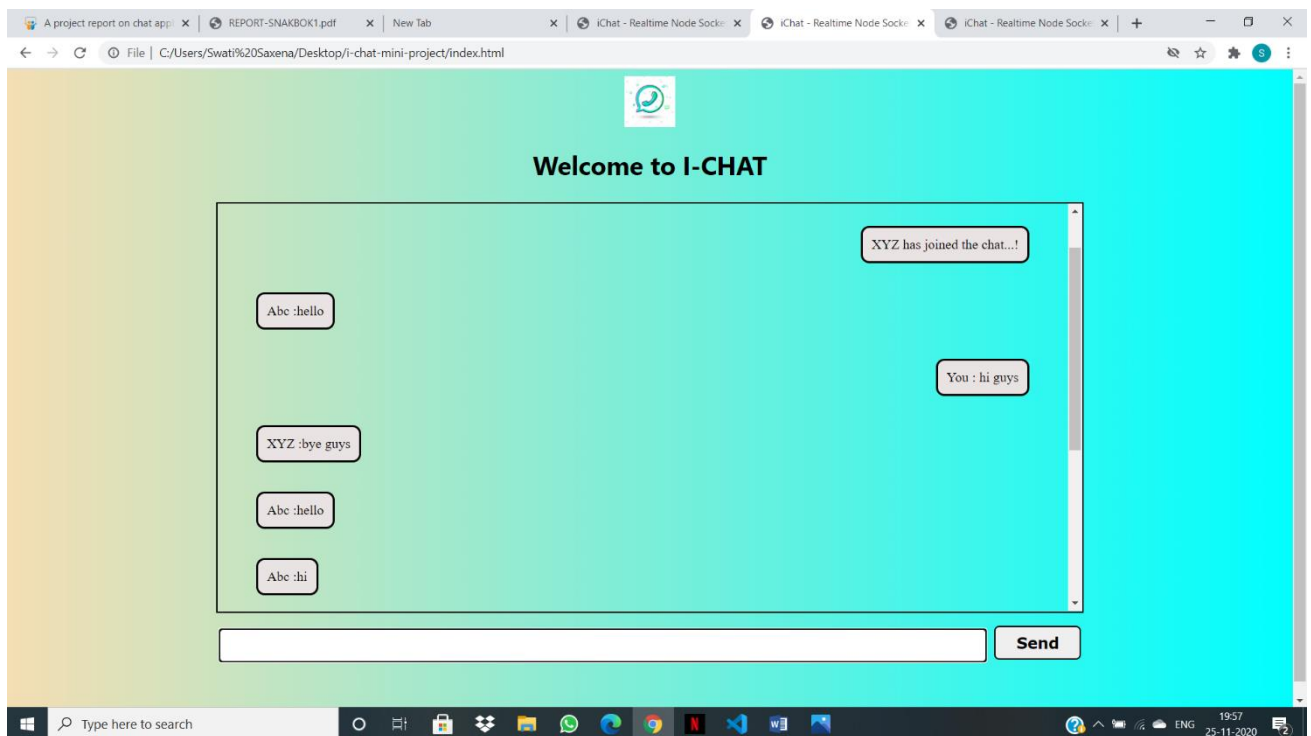 A project report on chat appl
REPORT-SNAKBOK1.pdf
New Tab
iChat - Realtime Node Socke
iChat - Realtime Node Socke
iChat - Realtime Node Socke
File | C:/Users/Swati%20Saxena/Desktop/i-chat-mini-project/index.html
S
Welcome to I-CHAT
XYZ has joined the chat...!
Abc :hello
You : hi guys
XYZ :bye guys
Abc :hello
Abc :hi
Send
Type here to search
ENG
19:57
25-11-2020
2